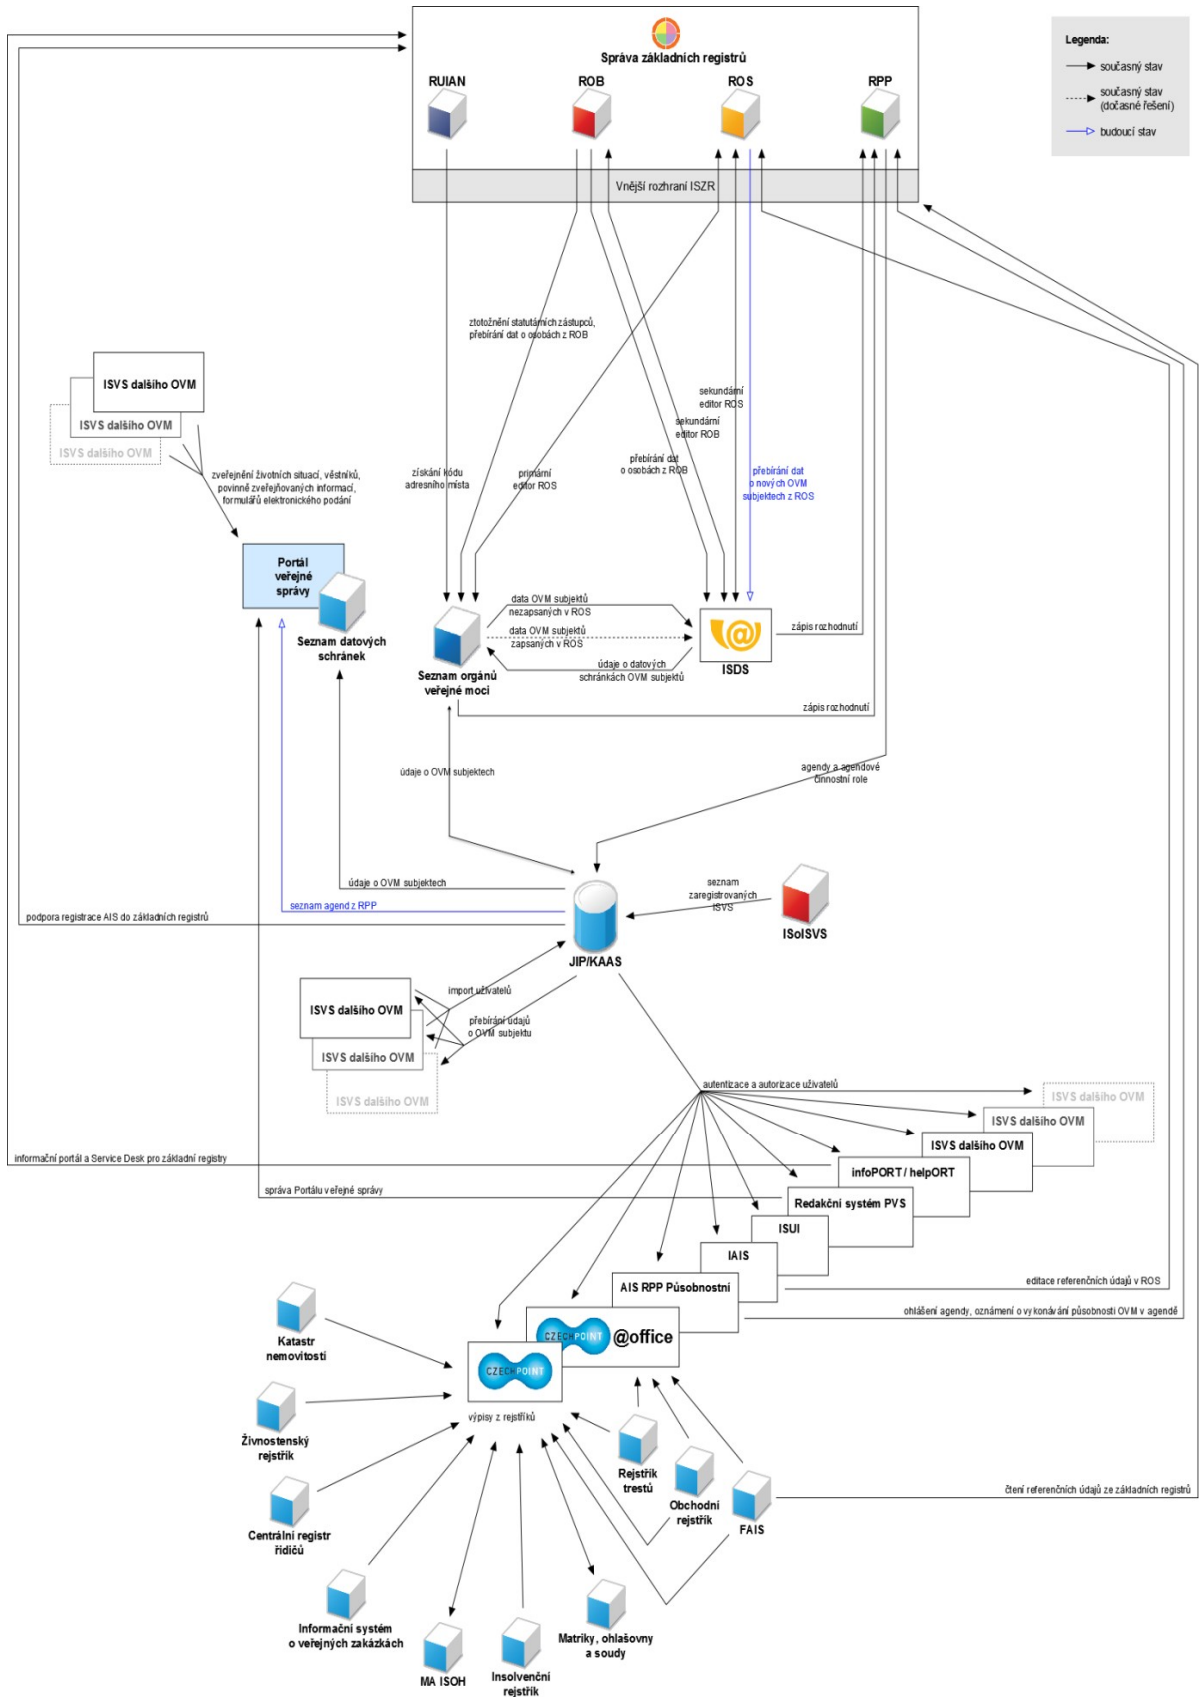 Správa základních registrů
RUIAN
ROB
ROS
RPP
Vnější rozhraní ISZR
Legenda:
současný stav
současný stav
(dočasné řešení)
budoucí stav
ztotožnění statutárních zástupců,
přebírání dat o osobách z ROB
ISVS dalšího OVM
ISVS dalšího OVM
ISVS dalšího OVM
zveřejnění životních situací, věstníků,
povinně zveřejňovaných informací,
formulářů elektronického podání
získání kódu
adresního místa
primární
editor ROS
sekundární
editor ROS
sekundární
editor ROB
přebírání dat
o osobách z ROB
přebírání dat
o nových OVM
subjektech z ROS
Portál
veřejné
správy
Seznam datových
schránek
data OVM subjektů
nezapsaných v ROS
data OVM subjektů
zapsaných v ROS
údaje o datových
schránkách OVM subjektů
Seznam orgánů
veřejné moci
@
ISDS
zápis rozhodnutí
zápis rozhodnutí
údaje o OVM subjektech
agendy a agendové
činnostní role
údaje o OVM subjektech
seznam agend z RPP
podpora registrace AIS do základních registrů
seznam
zaregistrovaných
ISVS
ISoISVS
JIP/KAAS
ISVS dalšího OVM
ISVS dalšího OVM
ISVS dalšího OVM
import uživatelů
přebírání údajů
o OVM subjektu
autentizace a autorizace uživatelů
ISVS dalšího OVM
ISVS dalšího OVM
ISVS dalšího OVM
informační portál a Service Desk pro základní registry
infoPORT / helpORT
správa Portálu veřejné správy
Redakční systém PVS
ISUI
IAIS
AIS RPP Působnostní
editace referenčních údajů v ROS
ohlášení agendy, oznámení o vykonávání působnosti OVM v agendě
CZECHPOINT @office
CZECHPOINT
výpisy z rejstříků
Katastr
nemovitostí
Živnostenský
rejstřík
Centrální registr
řidičů
Informační systém
o veřejných zakázkách
MA ISOH
Insolvenční
rejstřík
Matriky, ohlašovny
a soudy
Rejstřík
trestů
Obchodní
rejstřík
FAIS
čtení referenčních údajů ze základních registrů